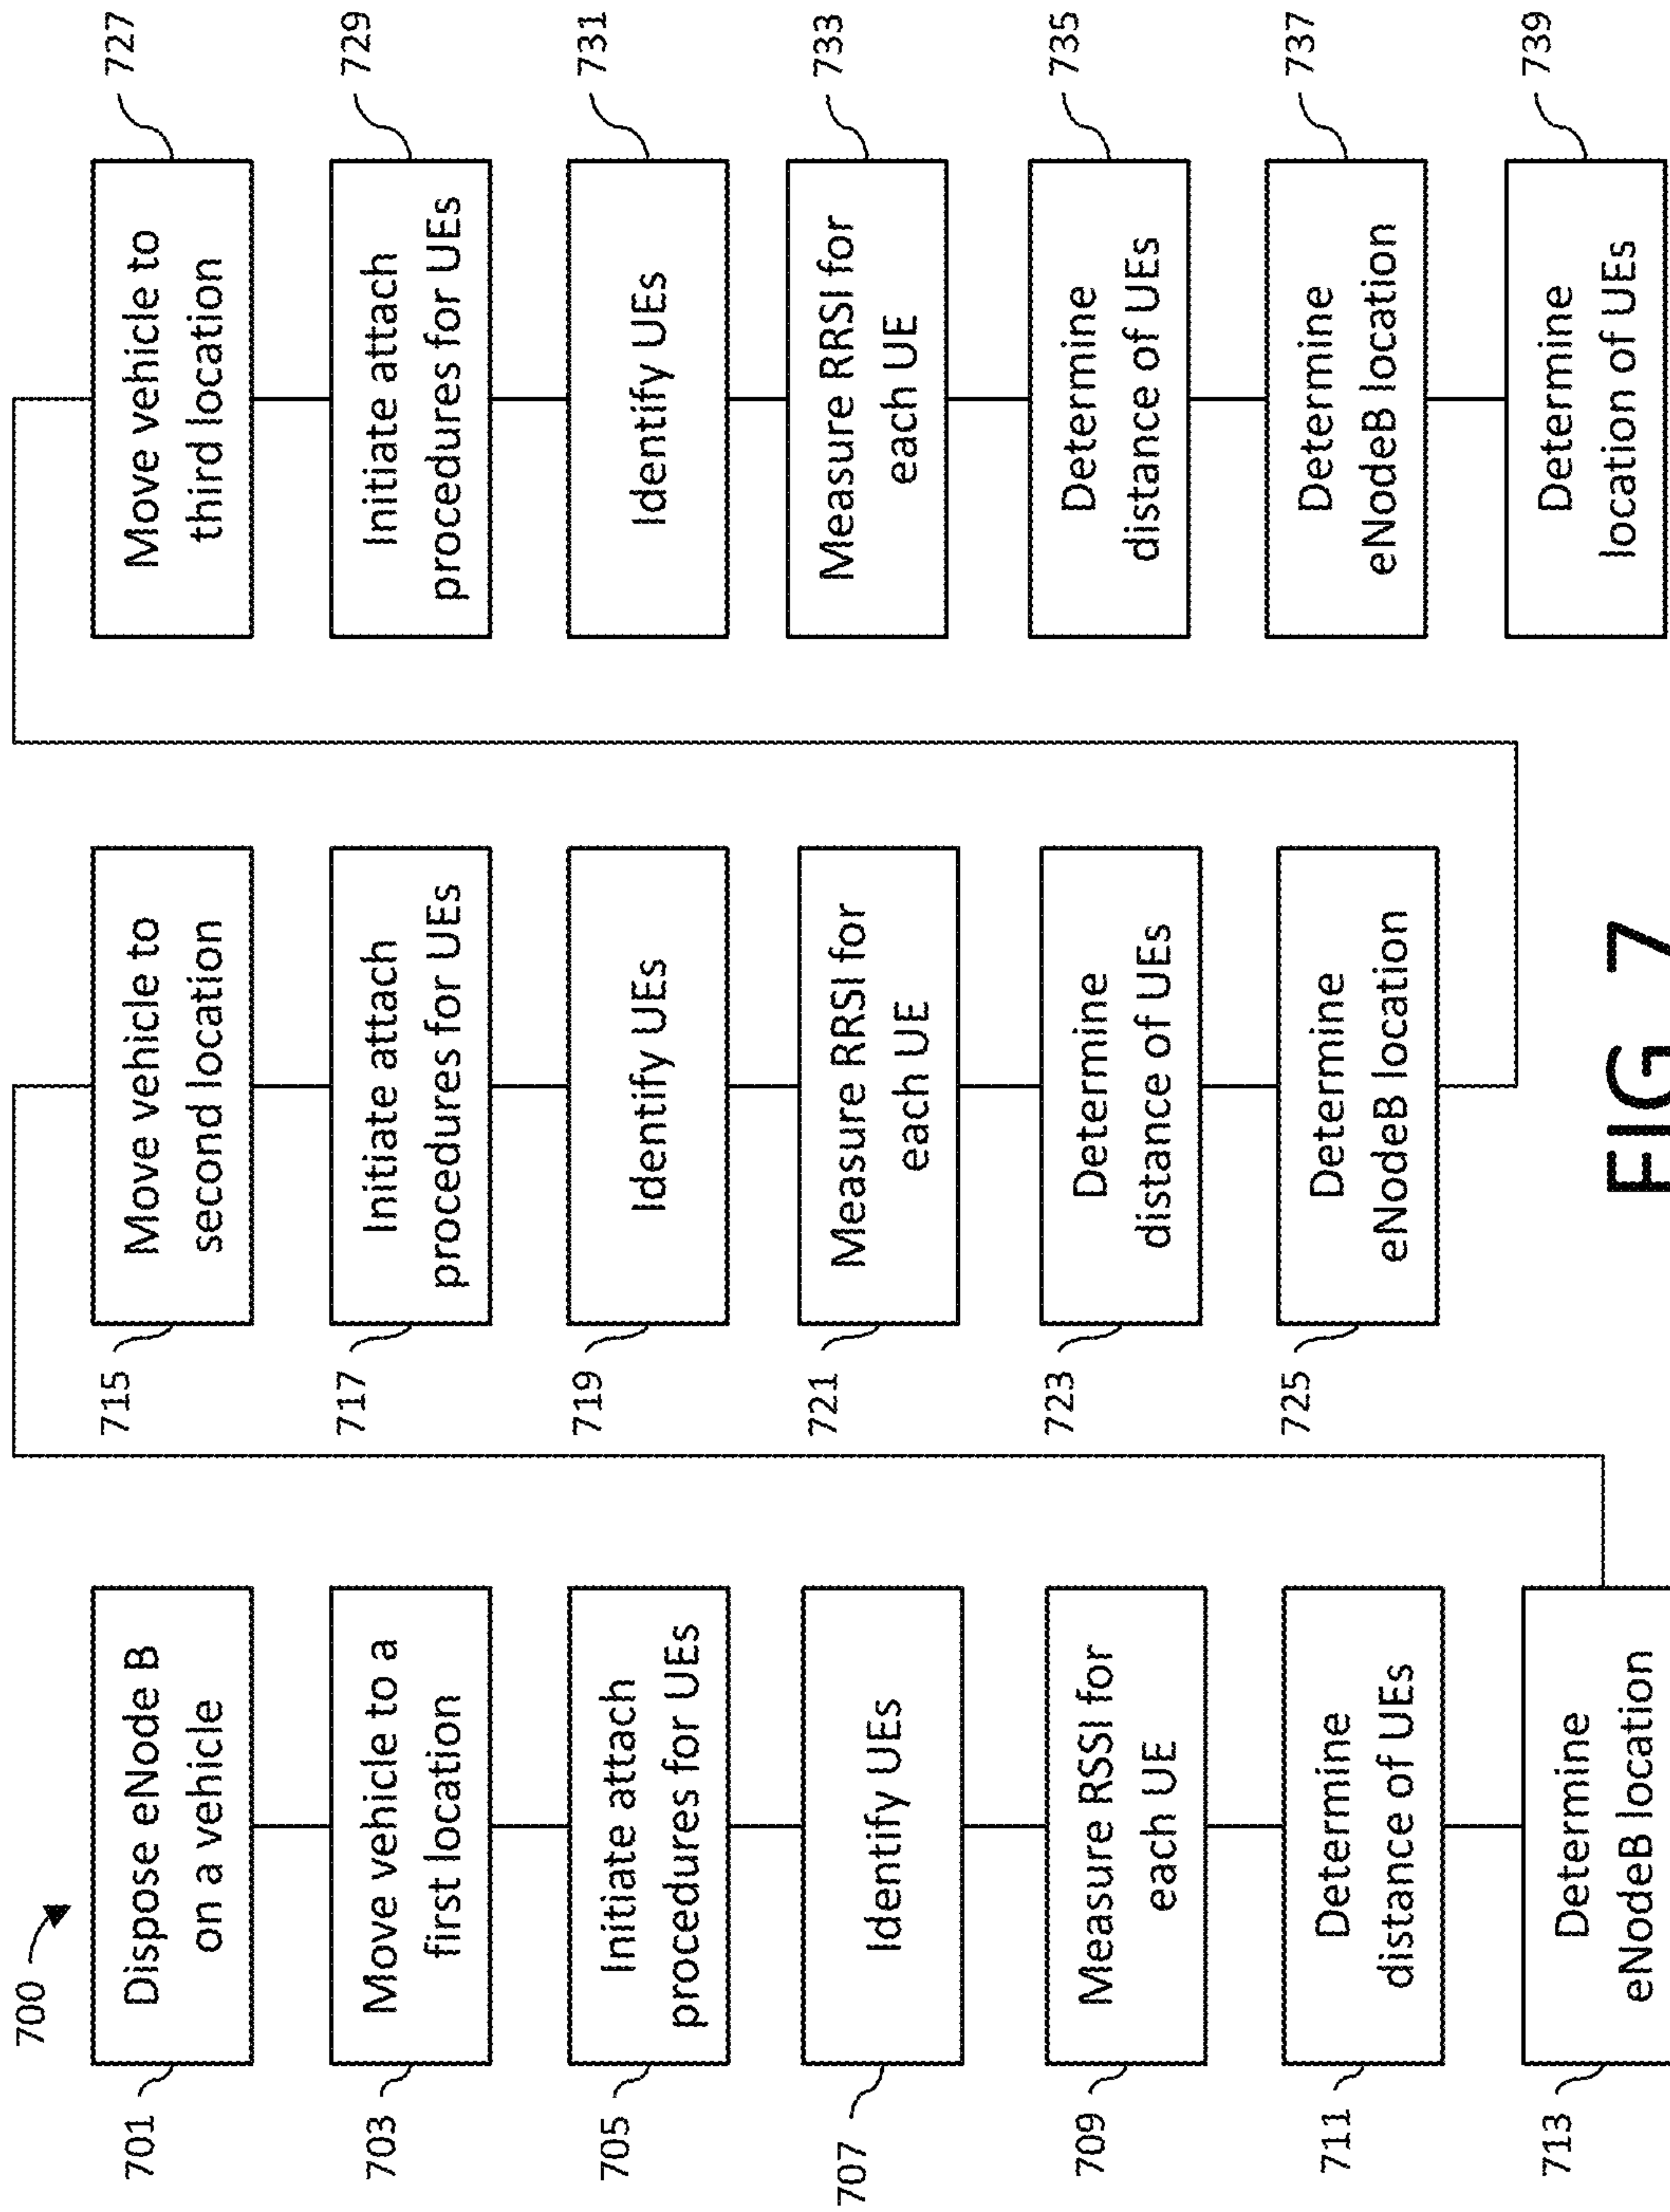 700
701
Dispose eNode B
on a vehicle
703
Move vehicle to a
first location
705
Initiate attach
procedures for UEs
707
Identify UEs
709
Measure RSSI for
each UE
711
Determine
distance of UEs
713
Determine
eNodeB location
715
Move vehicle to
second location
717
Initiate attach
procedures for UEs
719
Identify UEs
721
Measure RRSI for
each UE
723
Determine
distance of UEs
725
Determine
eNodeB location
727
Move vehicle to
third location
729
Initiate attach
procedures for UEs
731
Identify UEs
733
Measure RRSI for
each UE
735
Determine
distance of UEs
737
Determine
eNodeB location
739
Determine
location of UEs
FIG 7